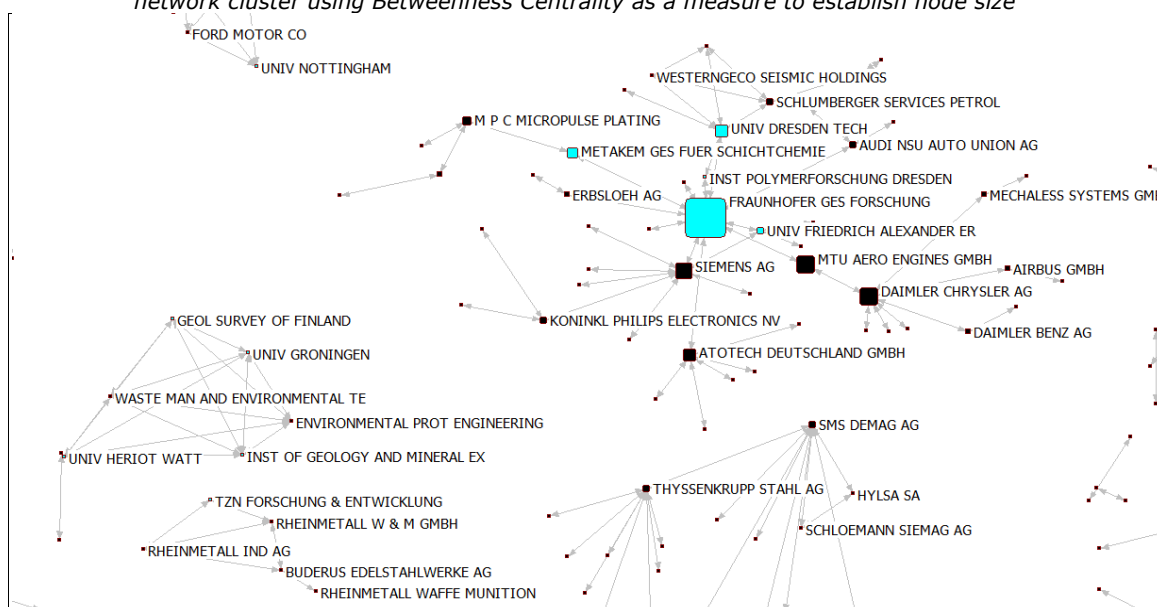 network cluster using Betweenness Centrality as a measure to establish node size
FORD MOTOR CO
UNIV NOTTINGHAM
WESTERNGECO SEISMIC HOLDINGS
SCHLUMBERGER SERVICES PETROL
M P C MICROPULSE PLATING
UNIV DRESDEN TECH
AUDI NSU AUTO UNION AG
METAKEM GES FUER SCHICHTCHEMIE
INST POLYMERFORSCHUNG DRESDEN
ERBSLOEH AG
MECHALESS SYSTEMS GM
FRAUNHOFER GES FORSCHUNG
UNIV FRIEDRICH ALEXANDER ER
MTU AERO ENGINES GMBH
SIEMENS AG
AIRBUS GMBH
DAIMLER CHRYSLER AG
GEOL SURVEY OF FINLAND
KONINKL PHILIPS ELECTRONICS NV
DAIMLER BENZ AG
UNIV GRONINGEN
ATOTECH DEUTSCHLAND GMBH
WASTE MAN AND ENVIRONMENTAL TE
ENVIRONMENTAL PROT ENGINEERING
SMS DEMAG AG
UNIV HERIOT WATT
INST OF GEOLOGY AND MINERAL EX
THYSSENKRUPP STAHL AG
HYLSA SA
TZN FORSCHUNG & ENTWICKLUNG
RHEINMETALL W & M GMBH
SCHLOEMANN SIEMAG AG
RHEINMETALL IND AG
BUDERUS EDELSTAHLWERKE AG
RHEINMETALL WAFFE MUNITION